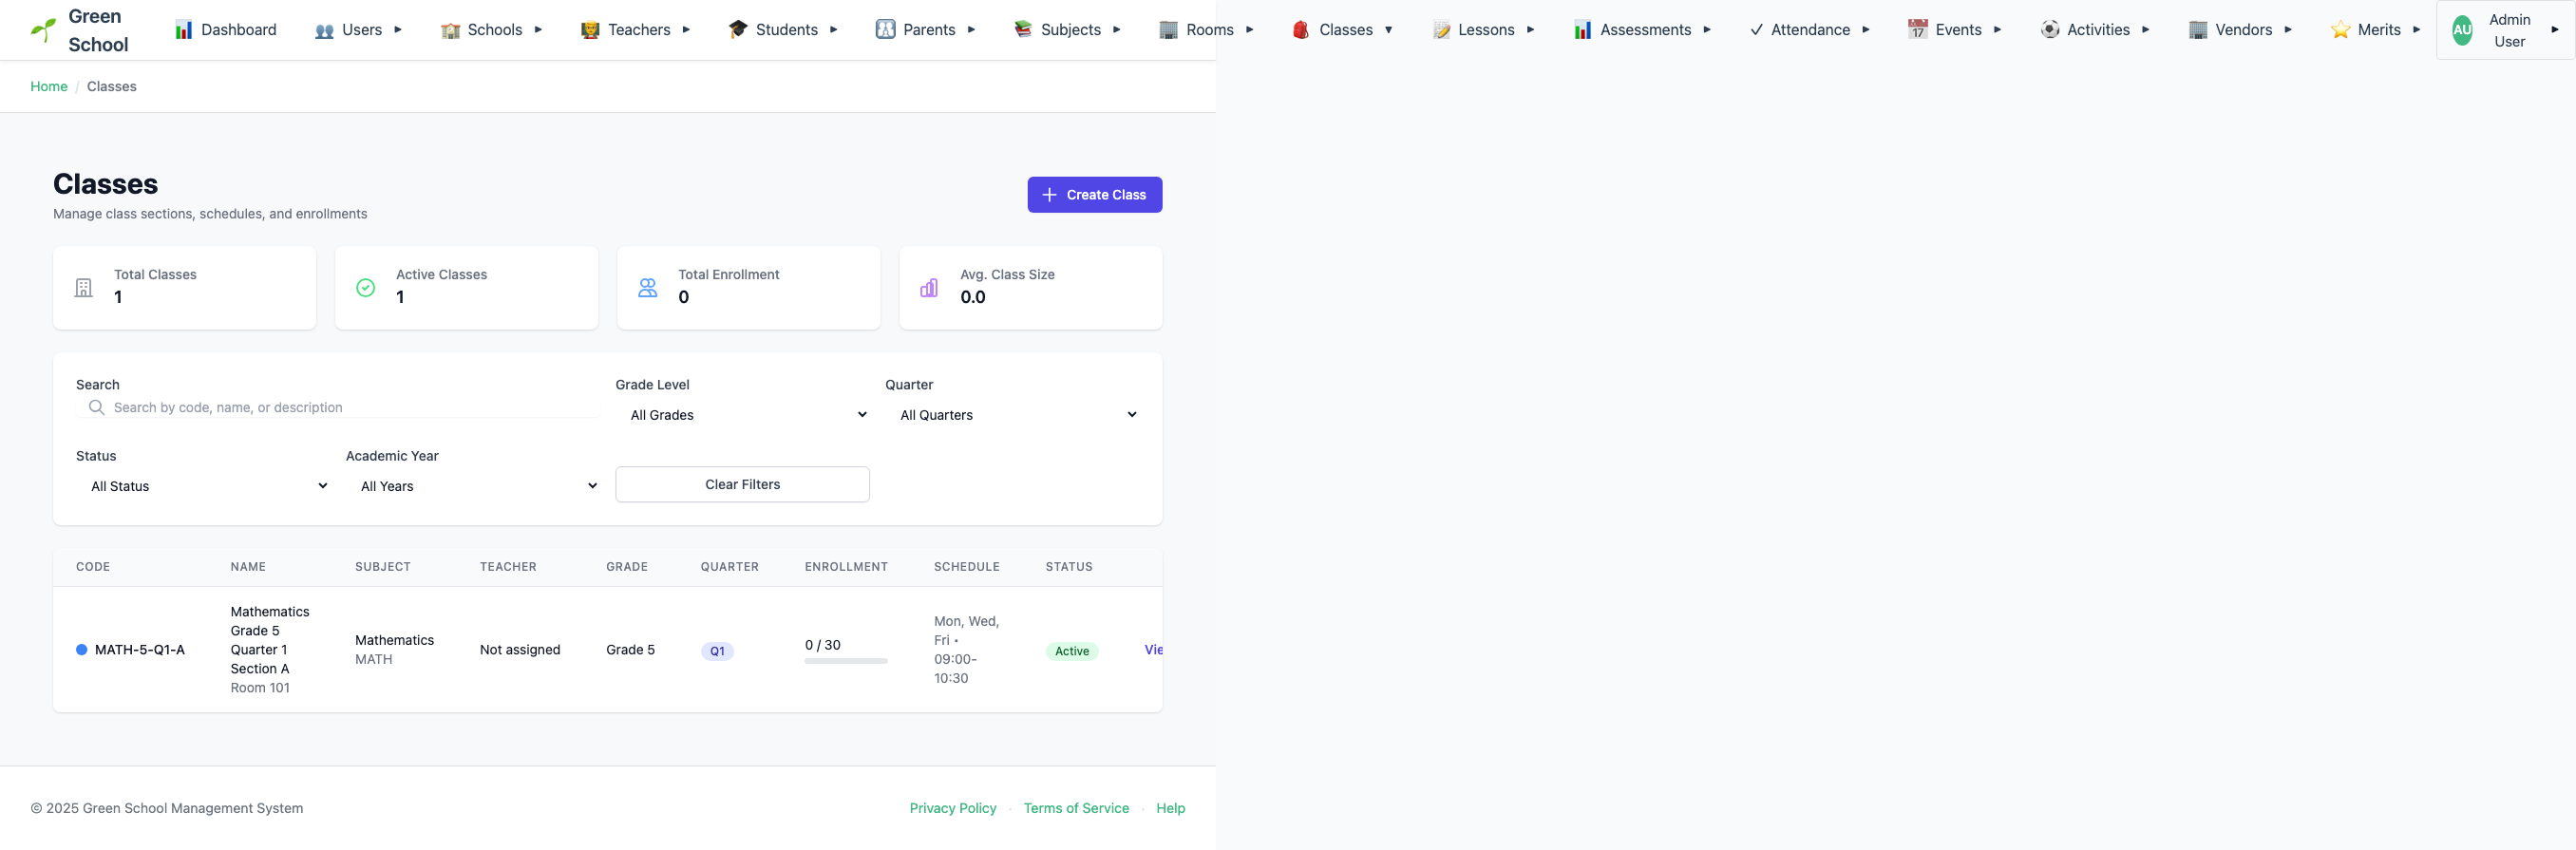 Green School
Dashboard
Users
Schools
Teachers
Students
Parents
Subjects
Rooms
Classes
Lessons
Assessments
Attendance
Events
Activities
Vendors
Merits
AU
Admin User
Home / Classes
Classes
Manage class sections, schedules, and enrollments
Create Class
Total Classes
1
Active Classes
1
Total Enrollment
0
Avg. Class Size
0.0
Search
Search by code, name, or description
Grade Level
All Grades
Quarter
All Quarters
Status
All Status
Academic Year
All Years
Clear Filters
CODE NAME SUBJECT TEACHER GRADE QUARTER ENROLLMENT SCHEDULE STATUS
MATH-5-Q1-A
Mathematics
Grade 5
Quarter 1
Section A
Room 101
Mathematics
MATH
Not assigned
Grade 5
Q1
0 / 30
Mon, Wed,
Fri •
09:00-
10:30
Active
Vie
© 2025 Green School Management System
Privacy Policy · Terms of Service · Help